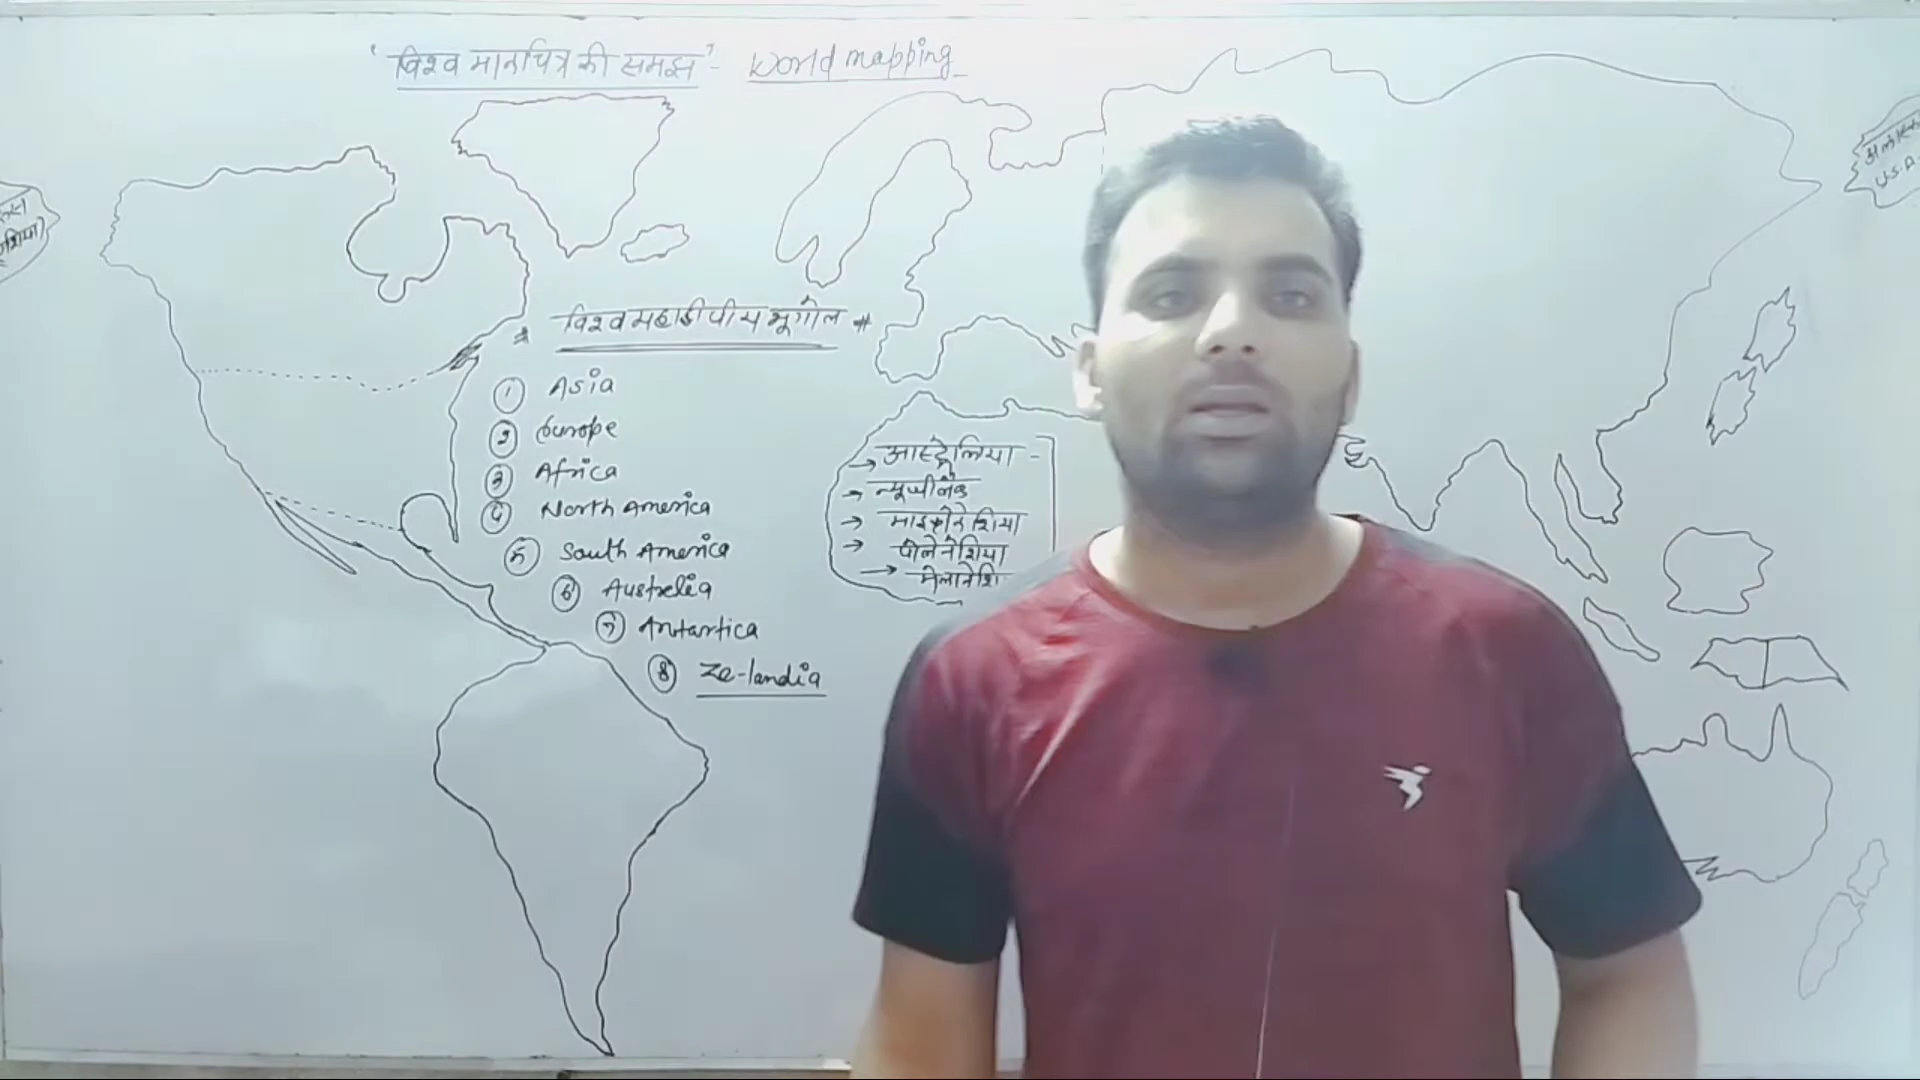 'विश्व मानचित्र की समझ' - World mapping
विश्व महाद्वीपीय भूगोल #
① Asia
② Europe
③ Africa
④ North America
⑤ South America
⑥ Austrelia
⑦ Antartica
⑧ Ze-landia
→ आस्ट्रेलिया -
→ न्यूजीलैंड
→ माइक्रोनेशिया
→ पोलेनेशिया
→ मेलानेशि
U.S.A